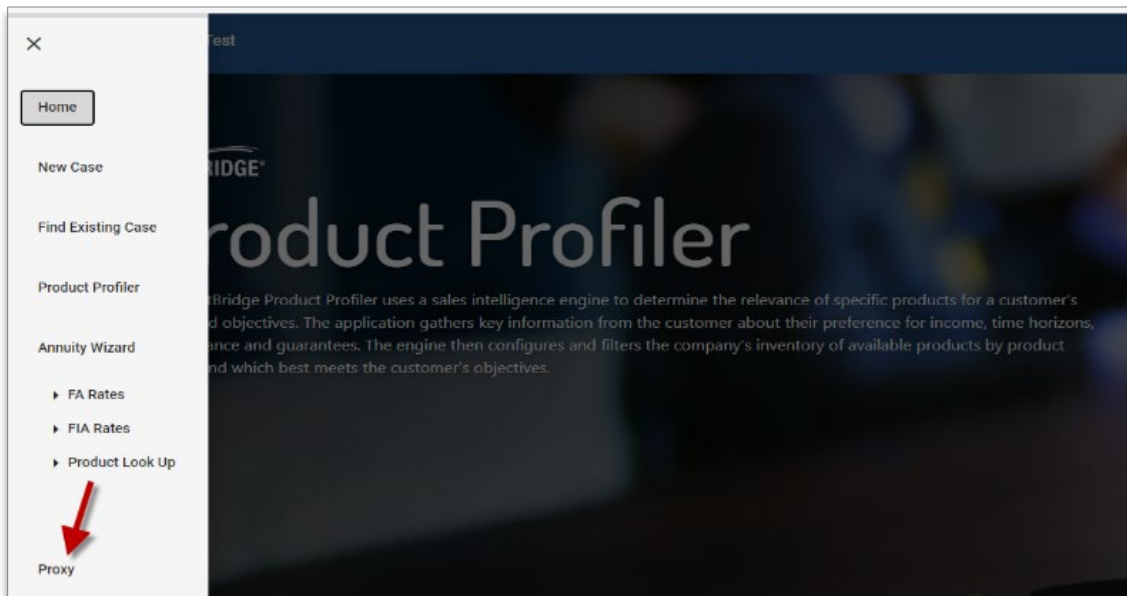 Test
Home
New Case
Find Existing Case
Product Profiler
Annuity Wizard
FA Rates
FIA Rates
Product Look Up
Proxy
IDGE®
roduct Profiler
tBridge Product Profiler uses a sales intelligence engine to determine the relevance of specific products for a customer's
d objectives. The application gathers key information from the customer about their preference for income, time horizons,
ance and guarantees. The engine then configures and filters the company's inventory of available products by product
nd which best meets the customer's objectives.